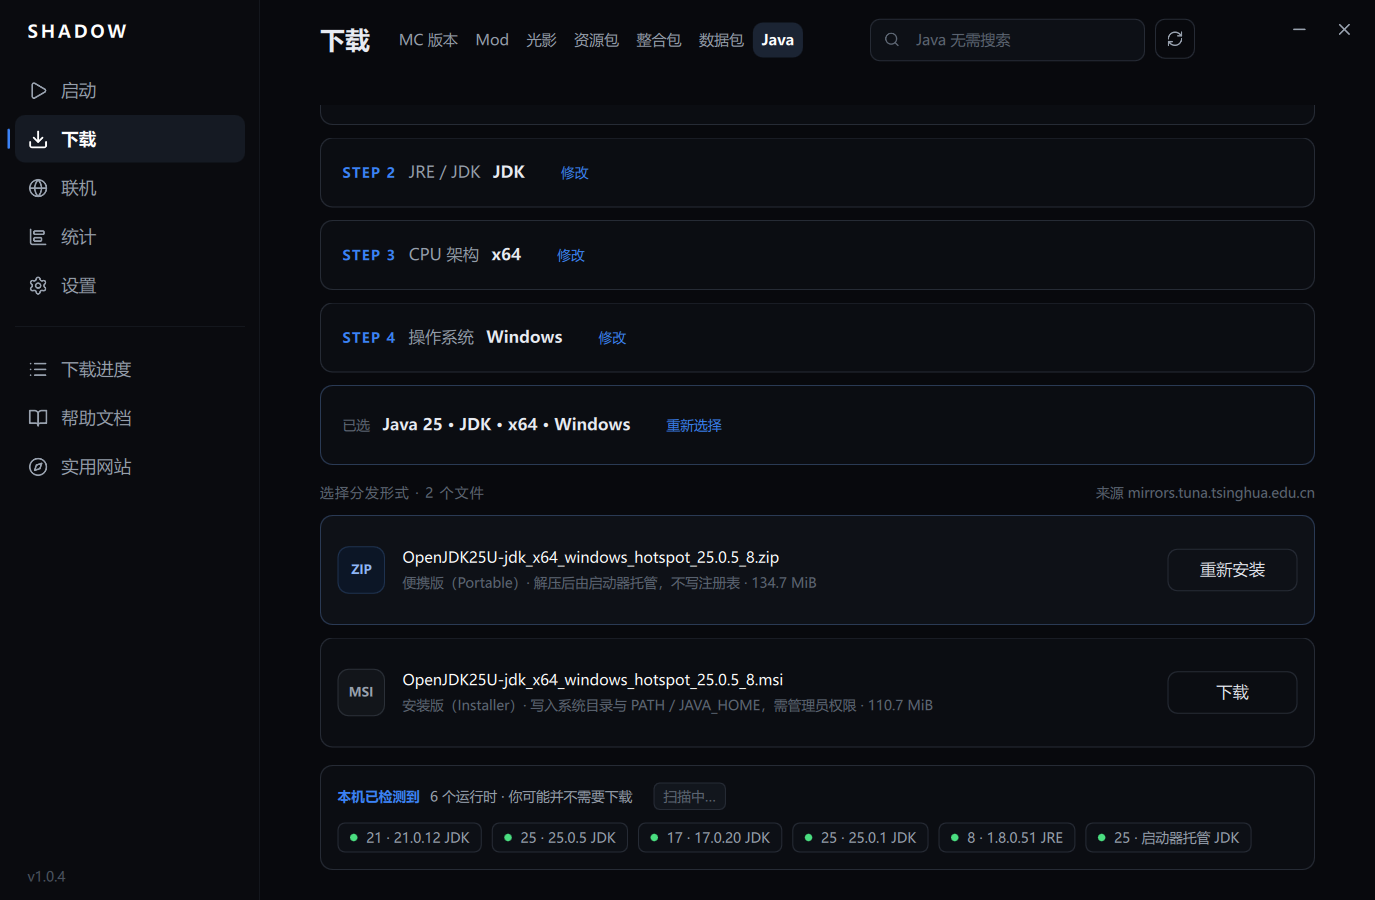 SHADOW
启动
下载
联机
统计
设置
下载进度
帮助文档
实用网站
v1.0.4
下载 MC 版本 Mod 光影 资源包 整合包 数据包 Java
Java 无需搜索
STEP 2 JRE / JDK JDK 修改
STEP 3 CPU 架构 x64 修改
STEP 4 操作系统 Windows 修改
已选 Java 25 • JDK • x64 • Windows 重新选择
选择分发形式 · 2 个文件 来源 mirrors.tuna.tsinghua.edu.cn
ZIP
OpenJDK25U-jdk_x64_windows_hotspot_25.0.5_8.zip
便携版（Portable）· 解压后由启动器托管，不写注册表 · 134.7 MiB
重新安装
MSI
OpenJDK25U-jdk_x64_windows_hotspot_25.0.5_8.msi
安装版（Installer）· 写入系统目录与 PATH / JAVA_HOME，需管理员权限 · 110.7 MiB
下载
本机已检测到 6 个运行时 · 你可能并不需要下载 扫描中...
21 · 21.0.12 JDK 25 · 25.0.5 JDK 17 · 17.0.20 JDK 25 · 25.0.1 JDK 8 · 1.8.0.51 JRE 25 · 启动器托管 JDK